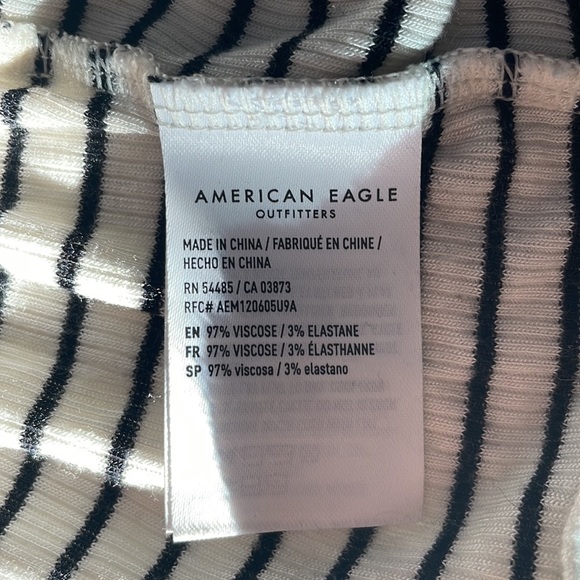 AMERICAN EAGLE
OUTFITTERS
MADE IN CHINA / FABRIQUÉ EN CHINE /
HECHO EN CHINA
RN 54485 / CA 03873
RFC# AEM120605U9A
EN 97% VISCOSE / 3% ELASTANE
FR 97% VISCOSE / 3% ÉLASTHANNE
SP 97% viscosa / 3% elastano